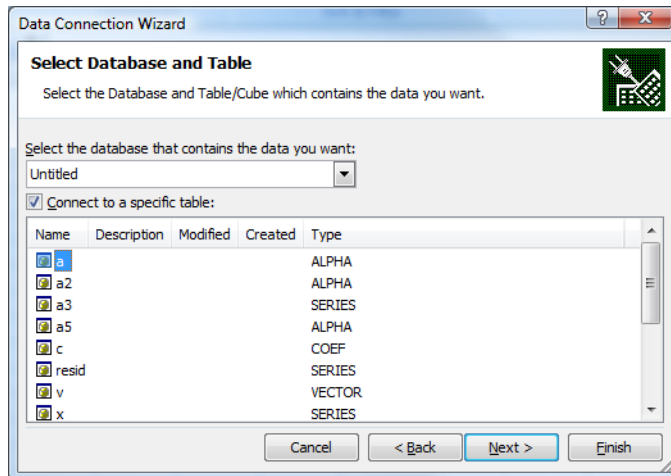 Data Connection Wizard
Select Database and Table
Select the Database and Table/Cube which contains the data you want.
Select the database that contains the data you want:
Untitled
Connect to a specific table:
Name Description Modified Created Type
a ALPHA
a2 ALPHA
a3 SERIES
a5 ALPHA
c COEF
resid SERIES
v VECTOR
x SERIES
Cancel < Back Next > Finish